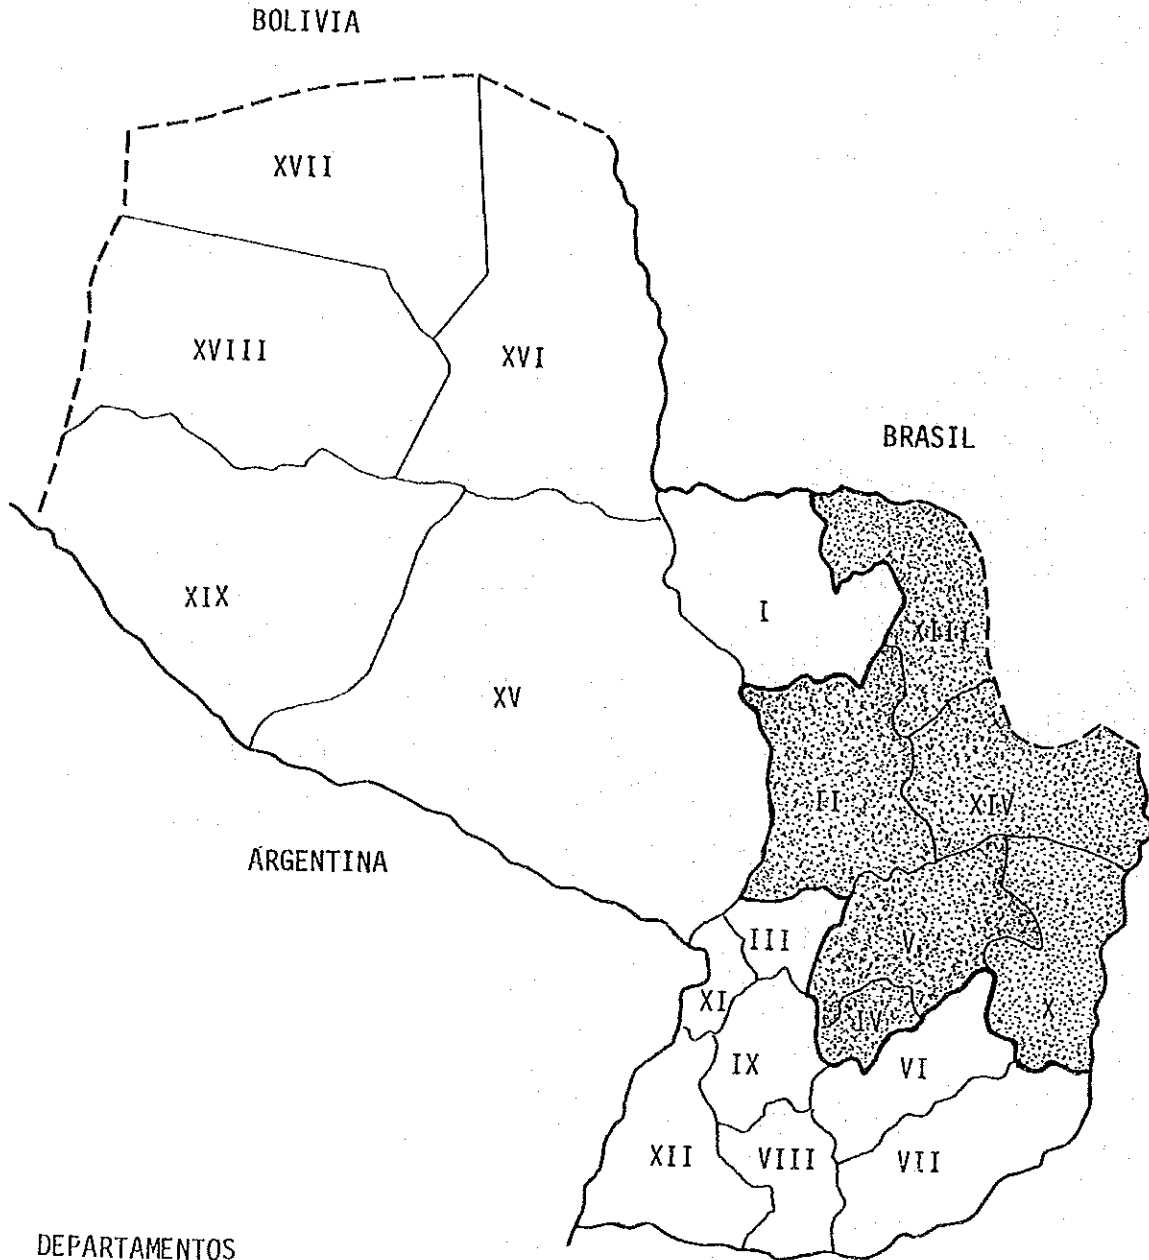 BOLIVIA
XVII
XVIII
XVI
BRASIL
XIX
I
XIII
XV
II
XIV
ARGENTINA
III
V
XI
IV
X
IX
VI
XII
VIII
VII
DEPARTAMENTOS